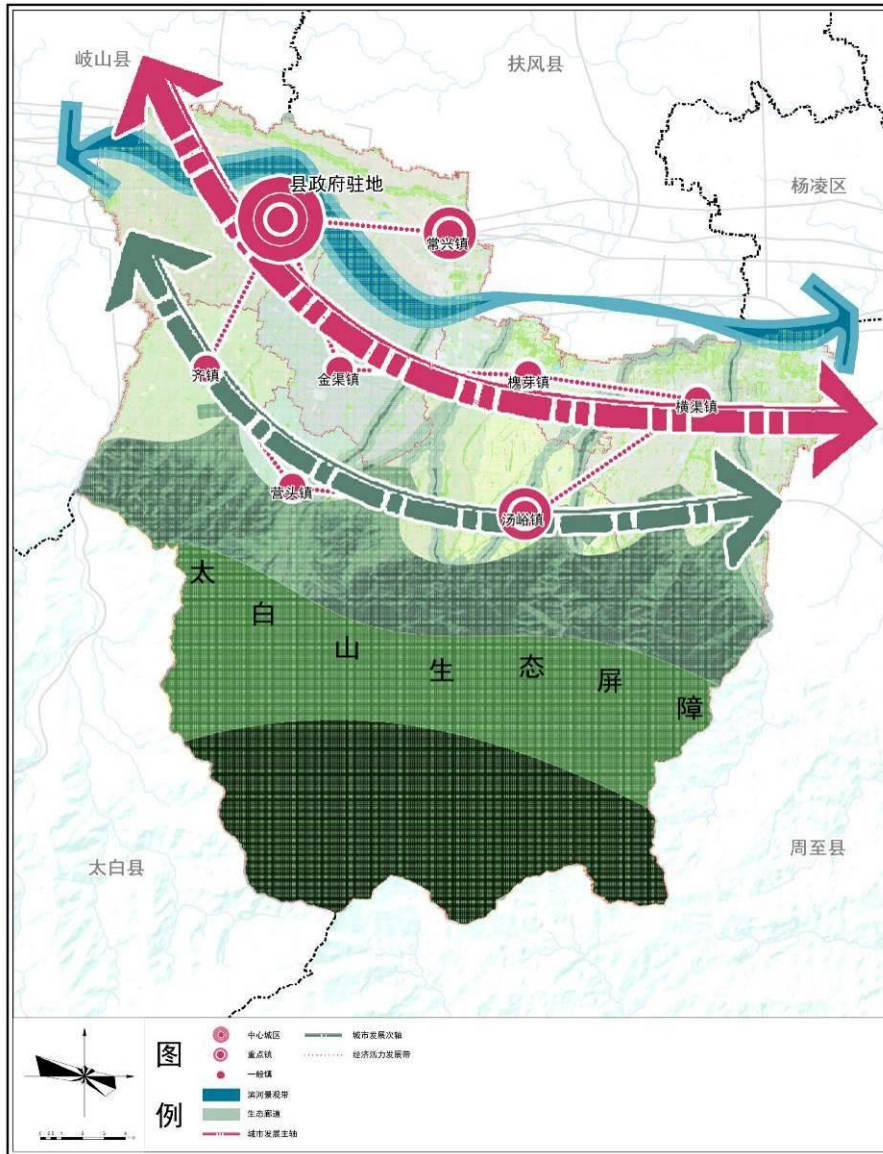 岐山县
扶风县
杨凌区
县政府驻地
常兴镇
齐镇
金渠镇
槐芽镇
横渠镇
营头镇
汤峪镇
太白山生态屏障
太白县
周至县
图例
中心城区
重点镇
一般镇
滨河景观带
生态廊道
城市发展主轴
城市发展次轴
经济活力发展带